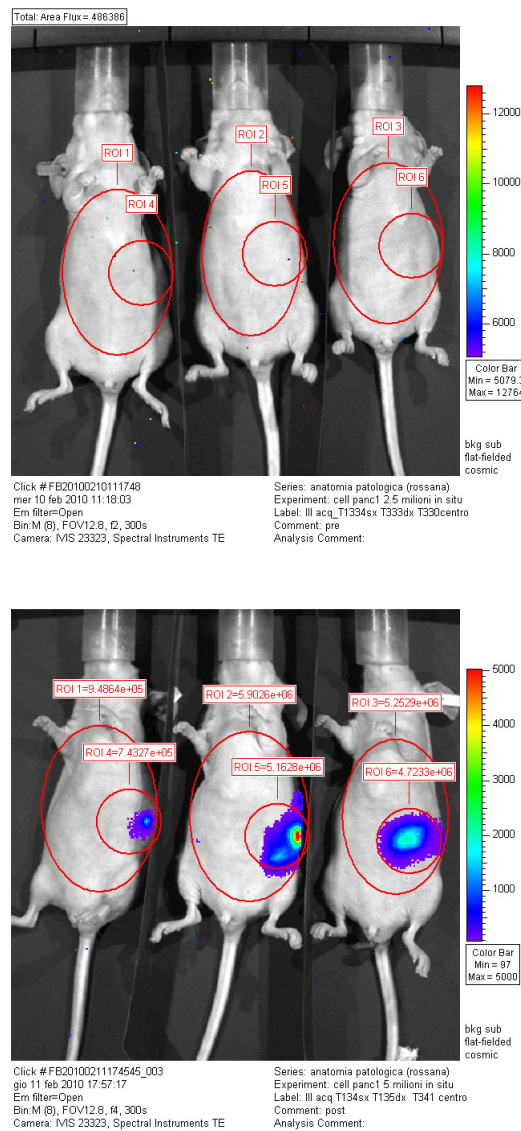 Total: Area Flux = 486386
ROI 1
ROI 2
ROI 3
ROI 4
ROI 5
ROI 6
12000
10000
8000
6000
Color Bar
Min = 5079.3
Max = 12764
bkg sub
flat-fielded
cosmic
Click # FB20100210111748
mer 10 feb 2010 11:18:03
Em filter=Open
Bin:M (8), FOV12.8, f2, 300s
Camera: IVIS 23323, Spectral Instruments TE
Series: anatomia patologica (rossana)
Experiment: cell panc1 2.5 milioni in situ
Label: III acq_T1334sx T333dx T330centro
Comment: pre
Analysis Comment:
ROI 1=9.4864e+05
ROI 2=5.9026e+06
ROI 3=5.2529e+06
ROI 4=7.4327e+05
ROI 5=5.1628e+06
ROI 6=4.7233e+06
5000
4000
3000
2000
1000
Color Bar
Min = 97
Max = 5000
bkg sub
flat-fielded
cosmic
Click # FB20100211174545_003
gio 11 feb 2010 17:57:17
Em filter=Open
Bin:M (8), FOV12.8, f4, 300s
Camera: IVIS 23323, Spectral Instruments TE
Series: anatomia patologica (rossana)
Experiment: cell panc1 5 milioni in situ
Label: III acq T134sx T135dx T341 centro
Comment: post
Analysis Comment: